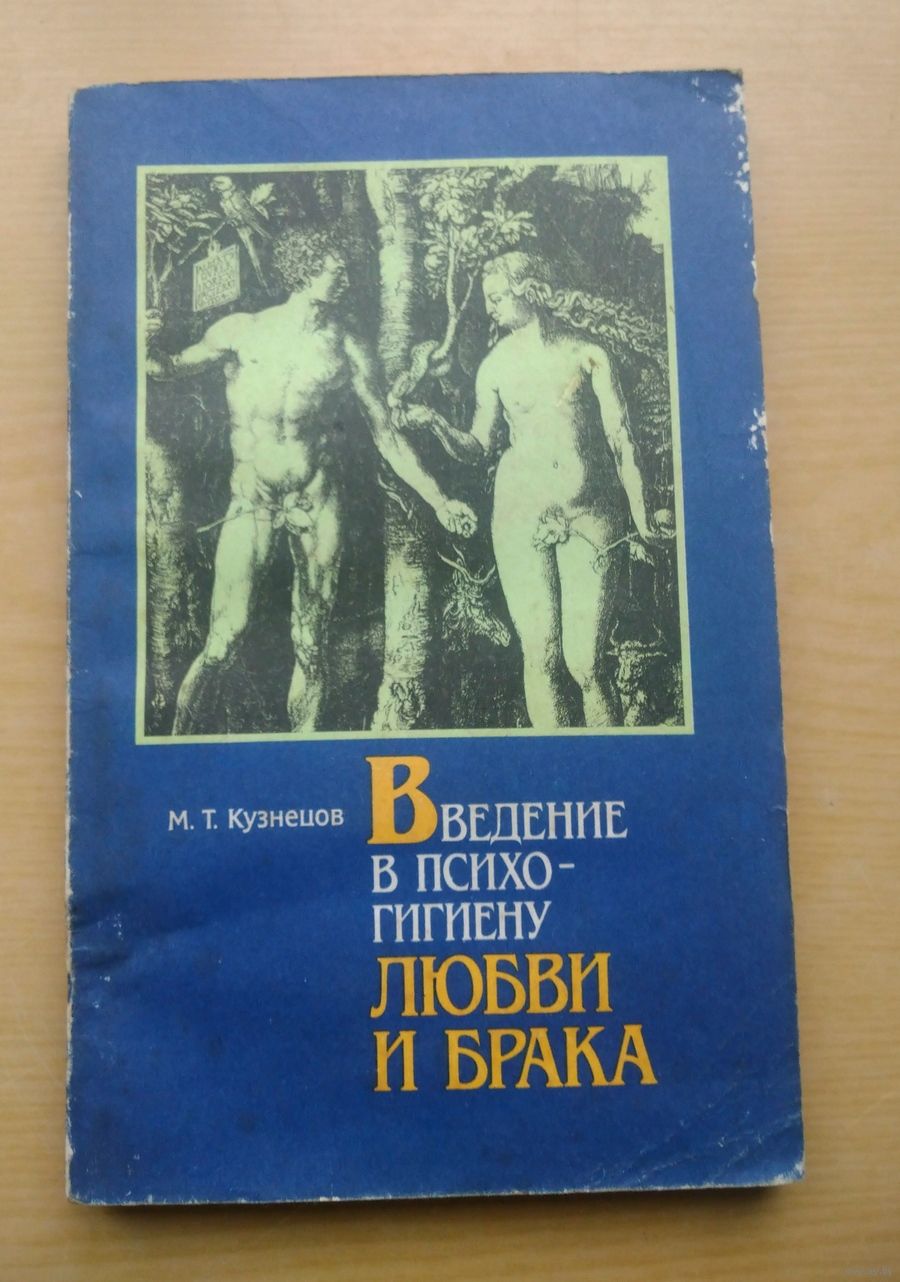 М. Т. Кузнецов
Введение
в психо-
гигиену
любви
и брака